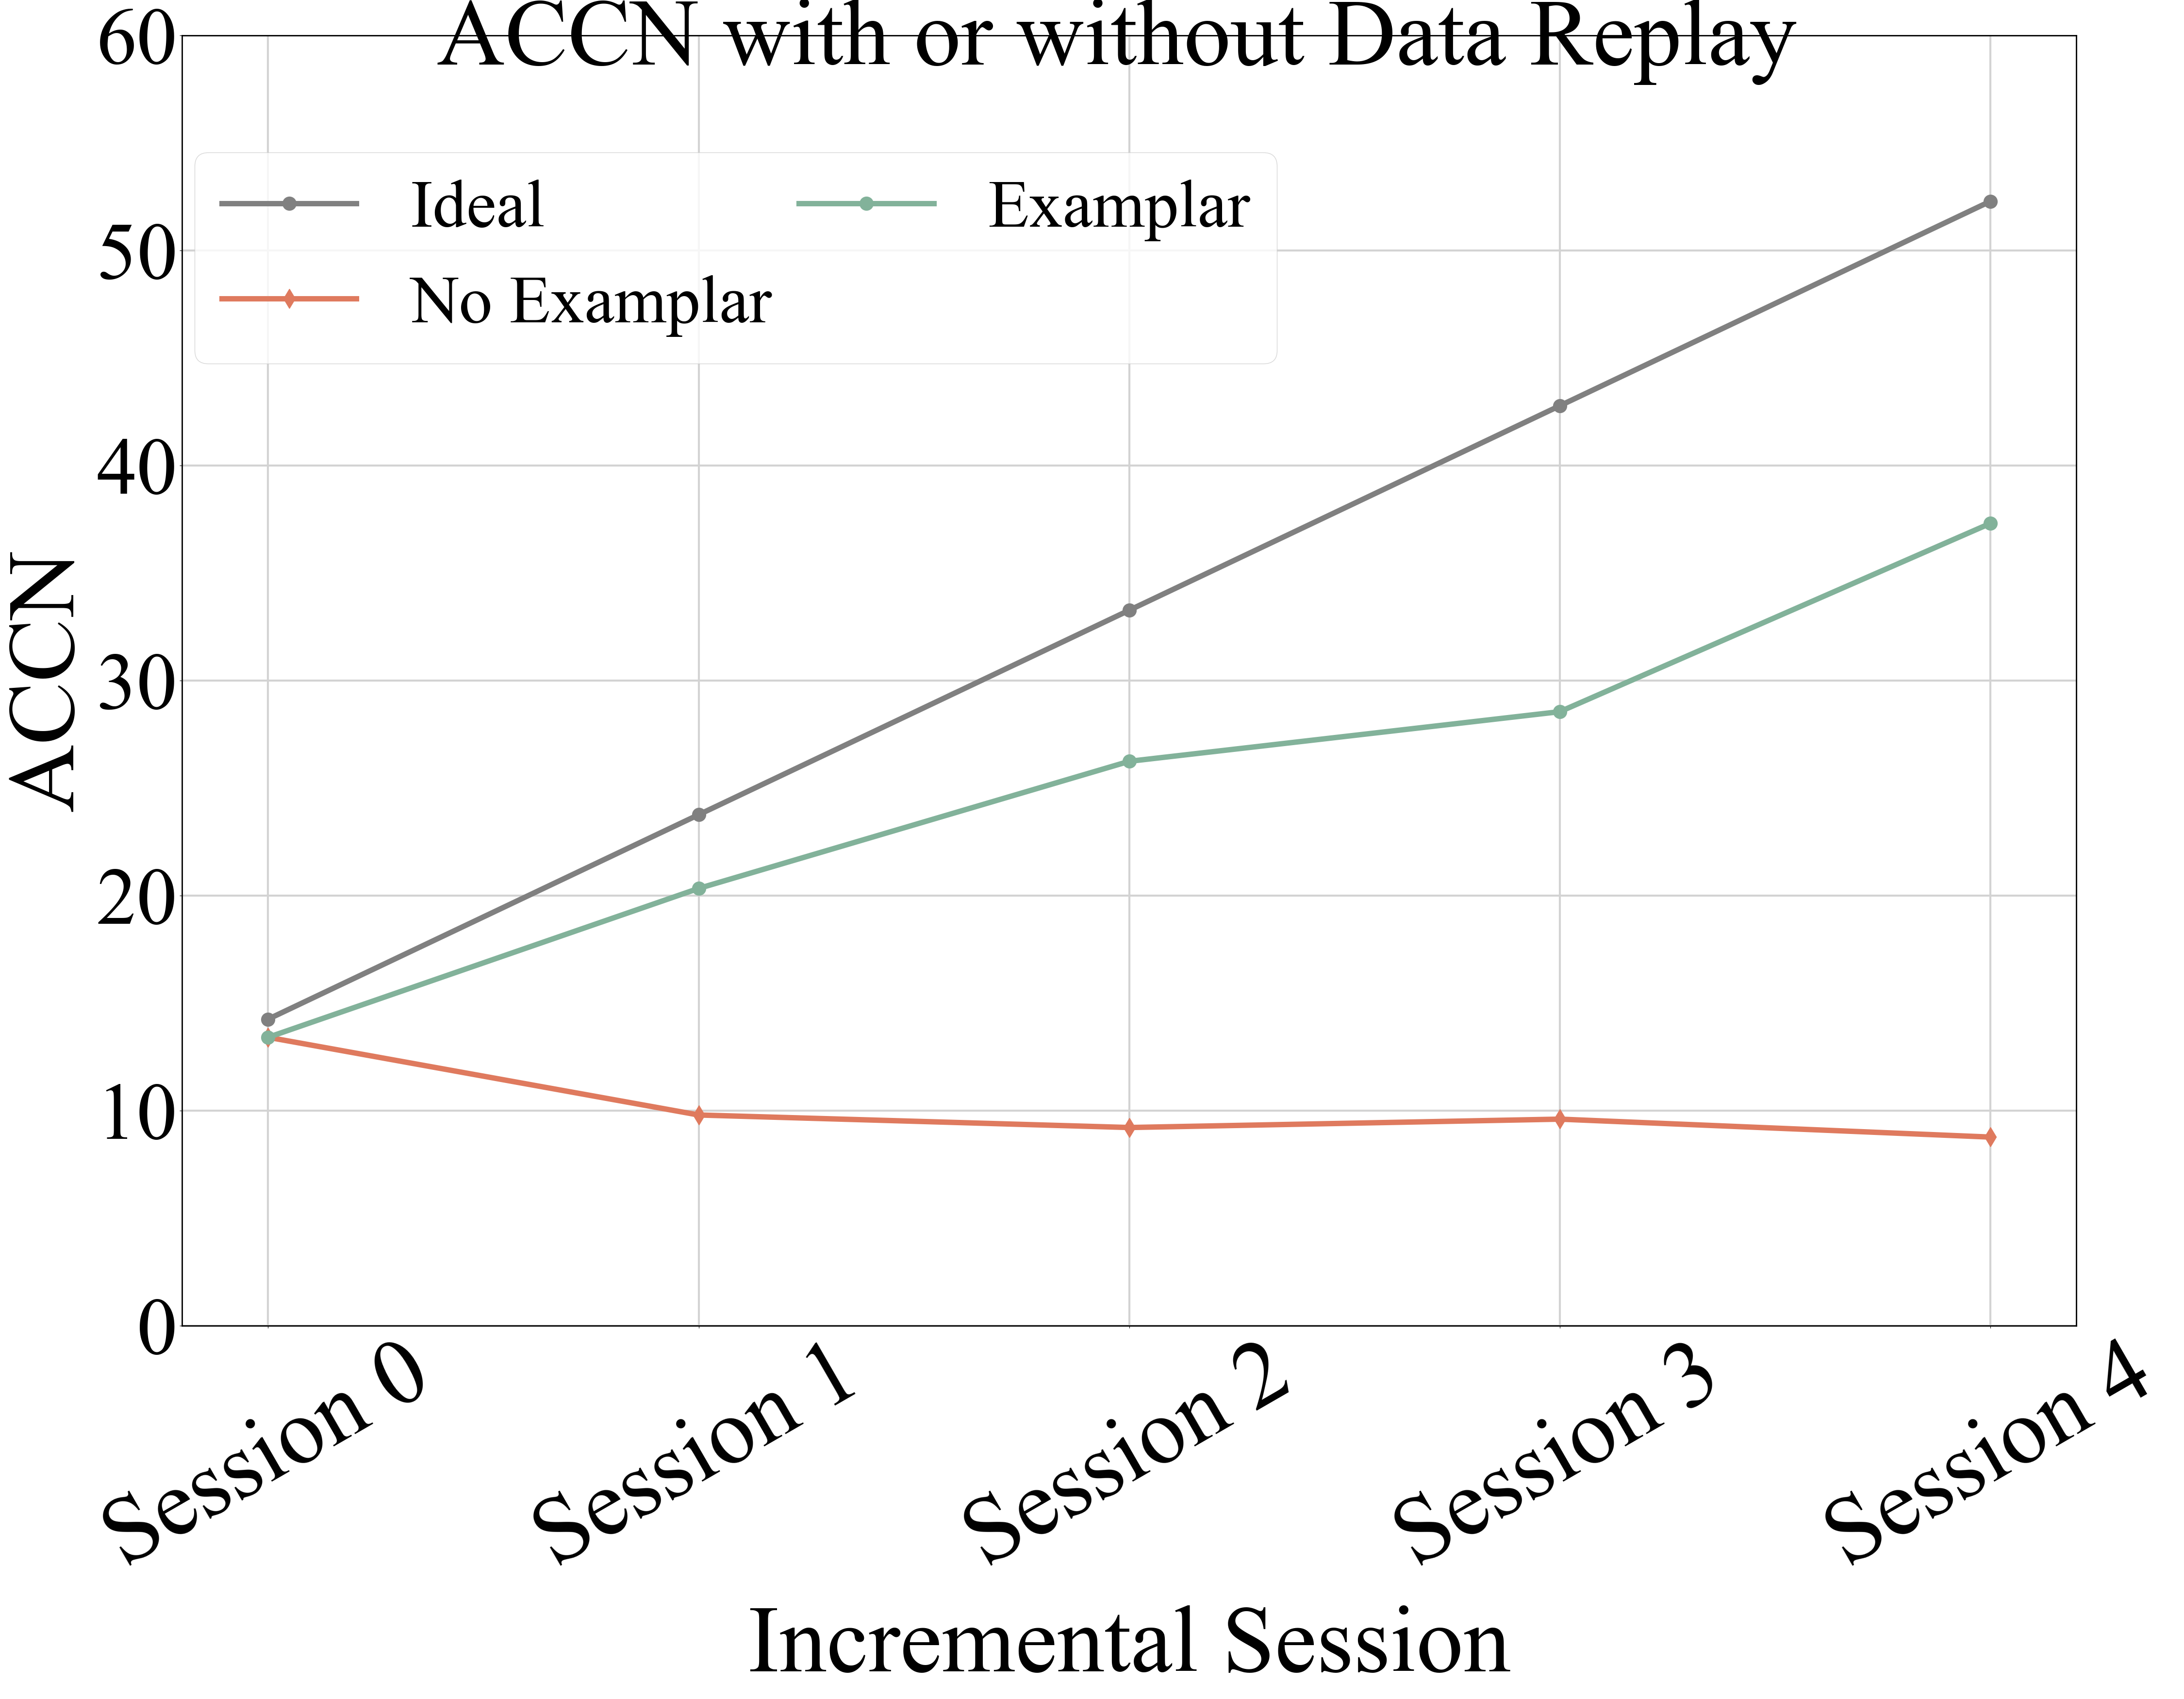 ACCN with or without Data Replay
60
50
40
30
20
10
0
ACCN
Ideal
No Examplar
Examplar
Session 0
Session 1
Session 2
Session 3
Session 4
Incremental Session